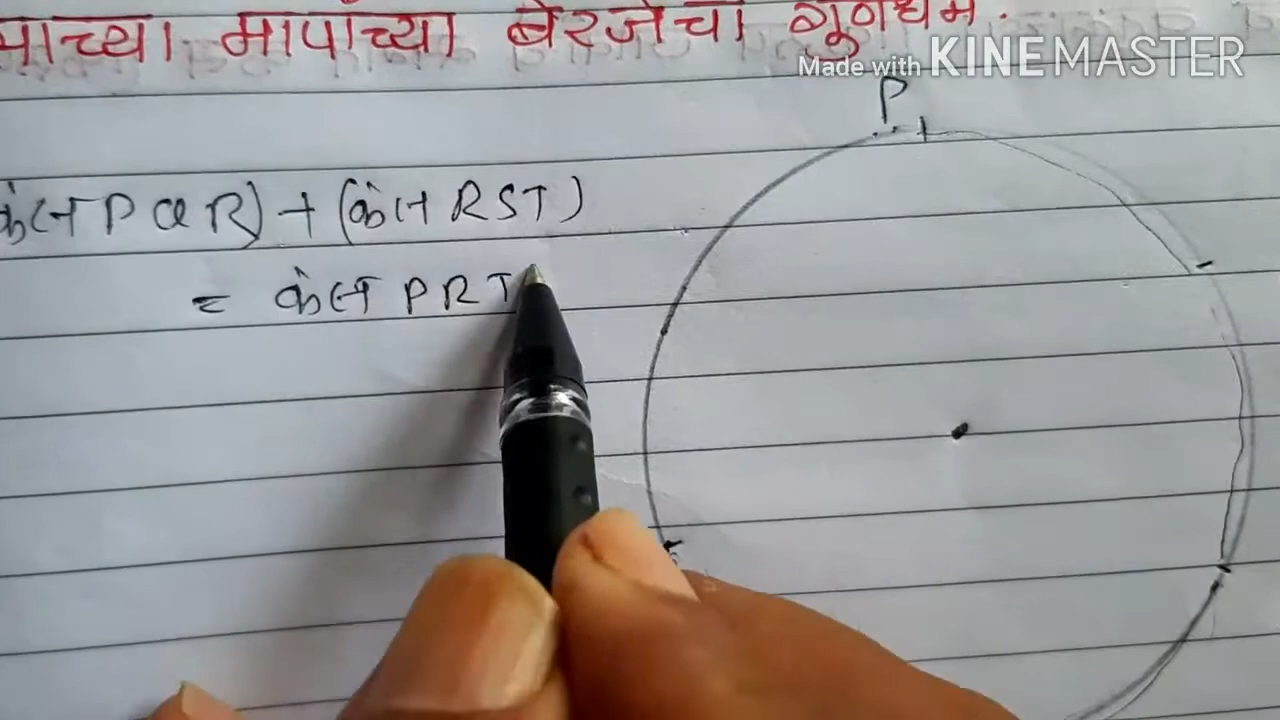 च्या मापांच्या बेरजेचा गुणधर्म.
Made with KINEMASTER
P
कंस PQR) + (कंस RST)
= कंस PRT